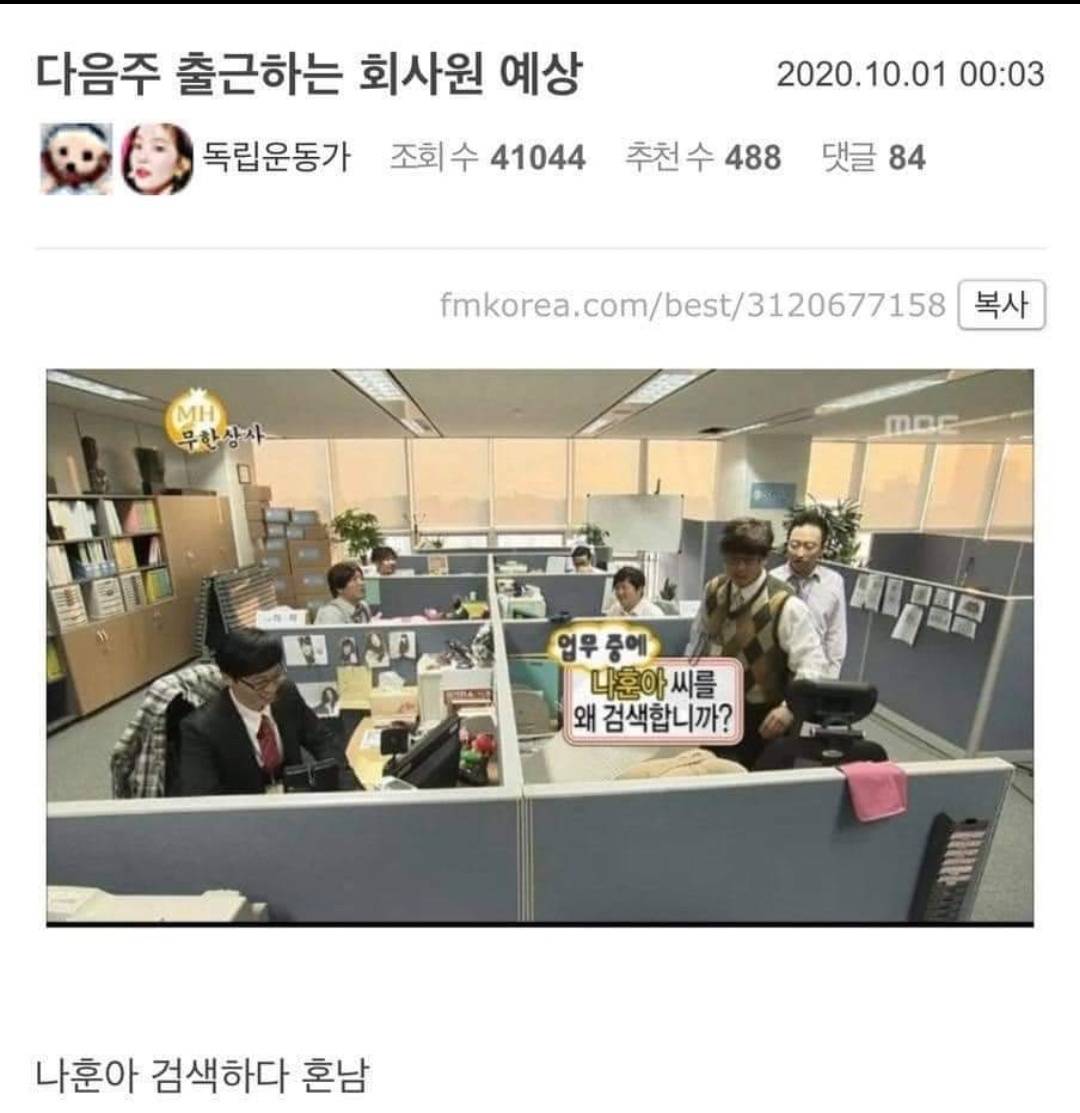 다음주 출근하는 회사원 예상
2020.10.01 00:03
독립운동가 조회 수 41044 추천 수 488 댓글 84
fmkorea.com/best/3120677158 복사
MH
무한상사
MBC
업무 중에
나훈아 씨를
왜 검색합니까?
나훈아 검색하다 혼남